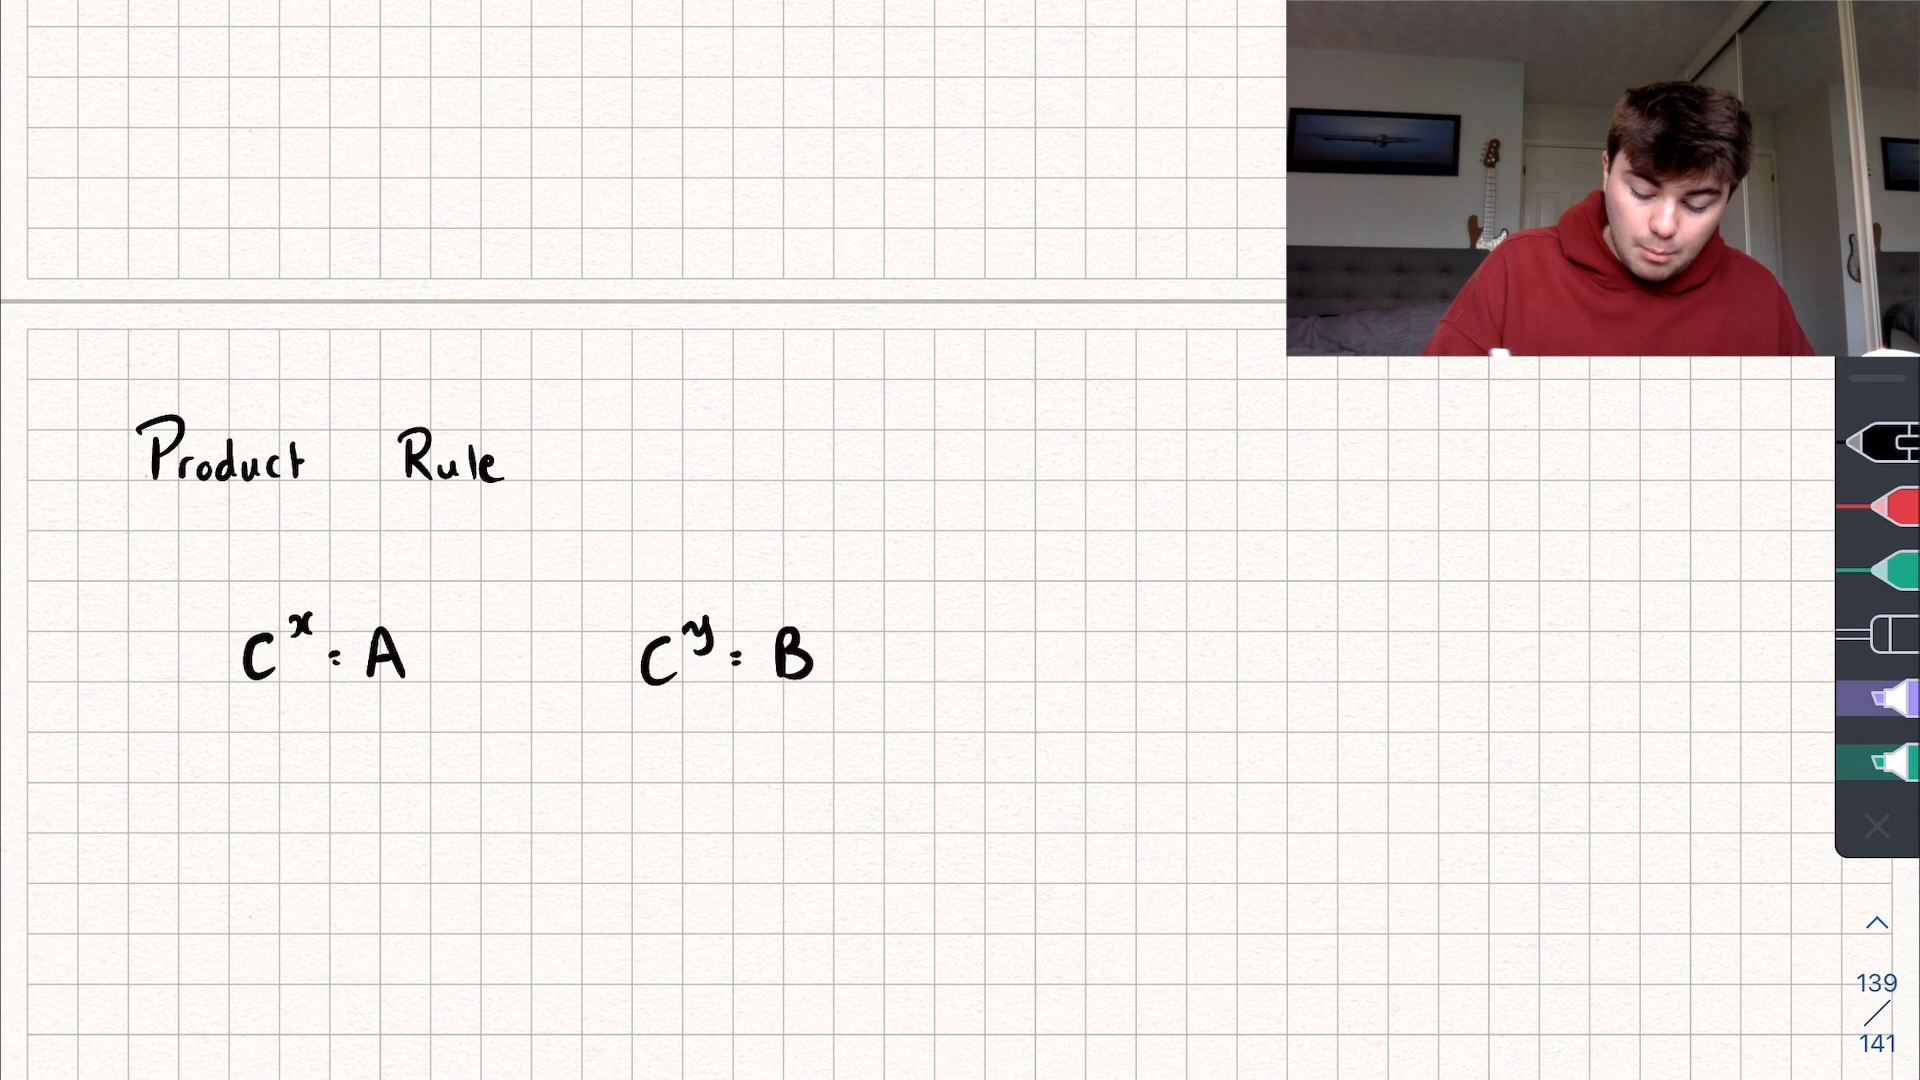 Product Rule
C^x = A C^y = B
139
/
141